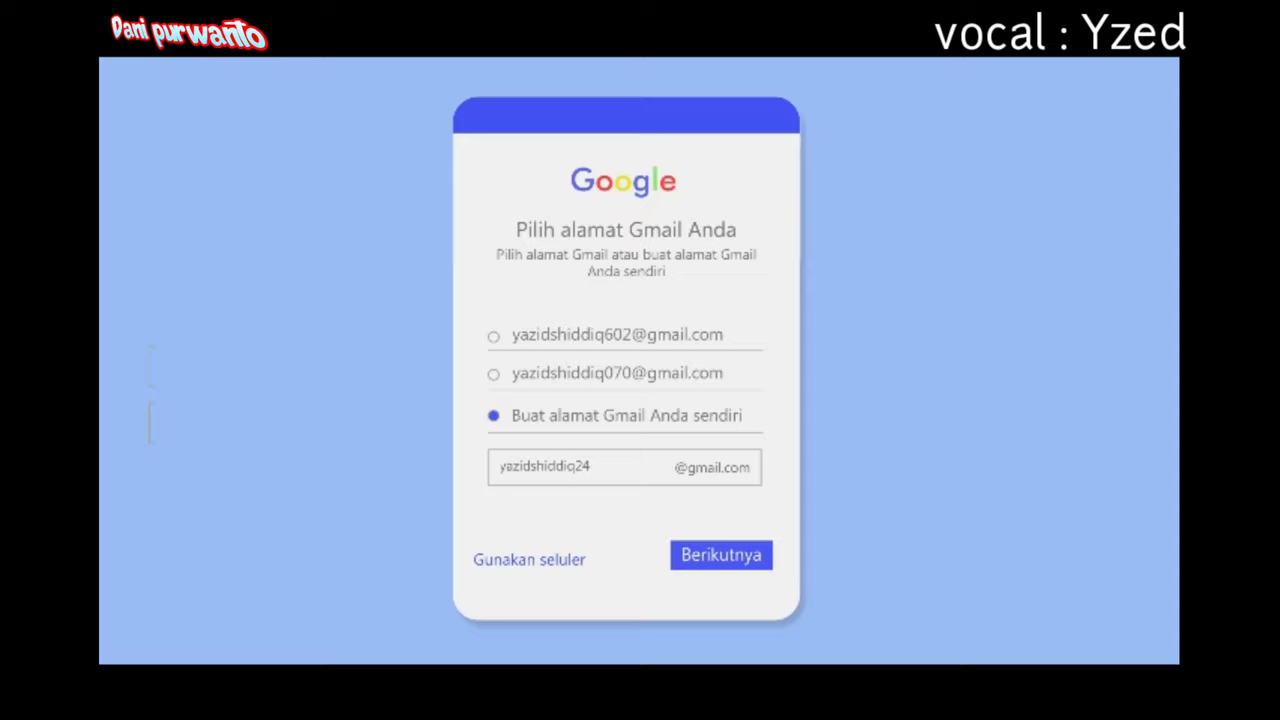 Dani purwanto
vocal : Yzed
Google
Pilih alamat Gmail Anda
Pilih alamat Gmail atau buat alamat Gmail
Anda sendiri
yazidshiddiq602@gmail.com
yazidshiddiq070@gmail.com
Buat alamat Gmail Anda sendiri
yazidshiddiq24 @gmail.com
Gunakan seluler
Berikutnya